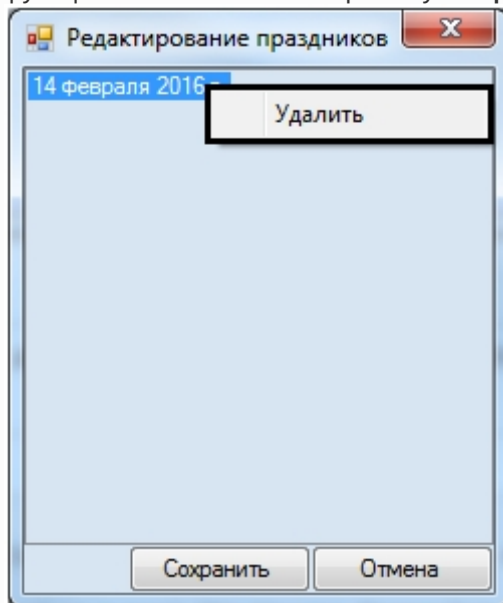 Редактирование праздников
14 февраля 2016
Удалить
Сохранить
Отмена